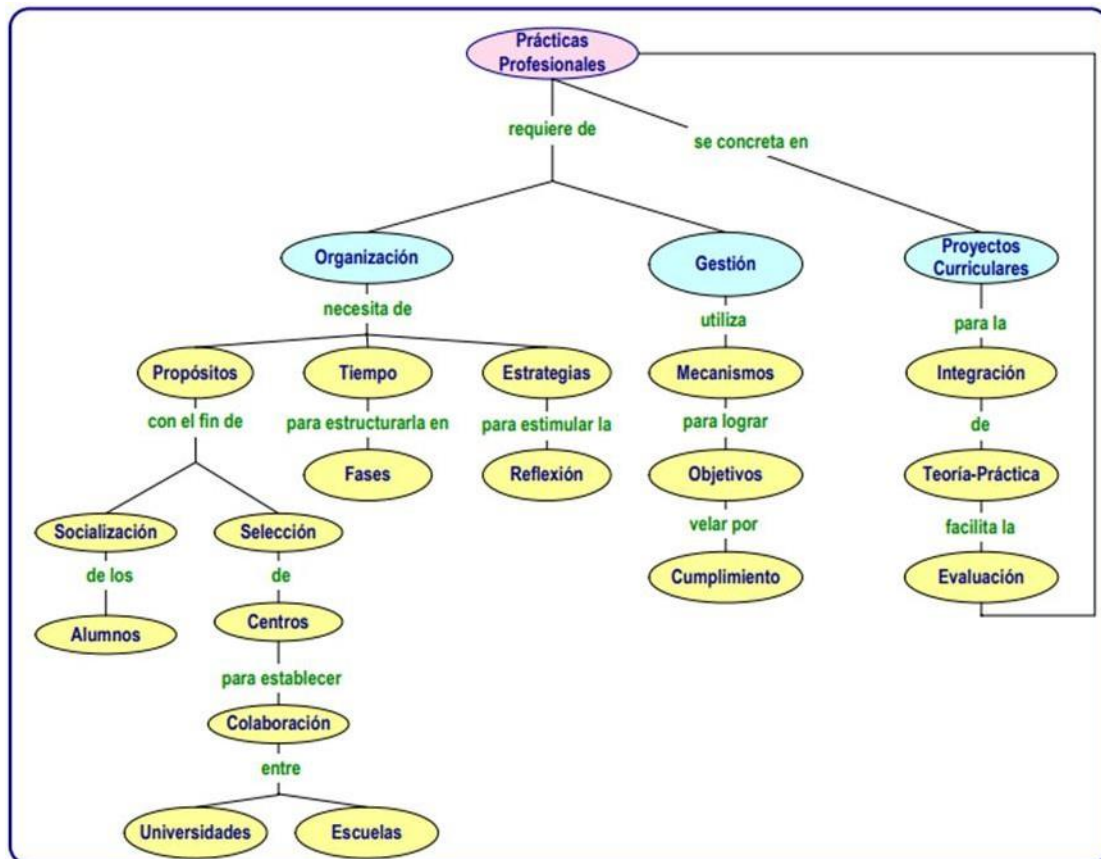 Prácticas
Profesionales
requiere de
se concreta en
Organización
Gestión
Proyectos
Curriculares
necesita de
utiliza
para la
Propósitos
Tiempo
Estrategias
Mecanismos
Integración
con el fin de
para estructurarla en
para estimular la
para lograr
de
Fases
Reflexión
Objetivos
Teoría-Práctica
Socialización
Selección
velar por
facilita la
de los
de
Cumplimiento
Evaluación
Alumnos
Centros
para establecer
Colaboración
entre
Universidades
Escuelas